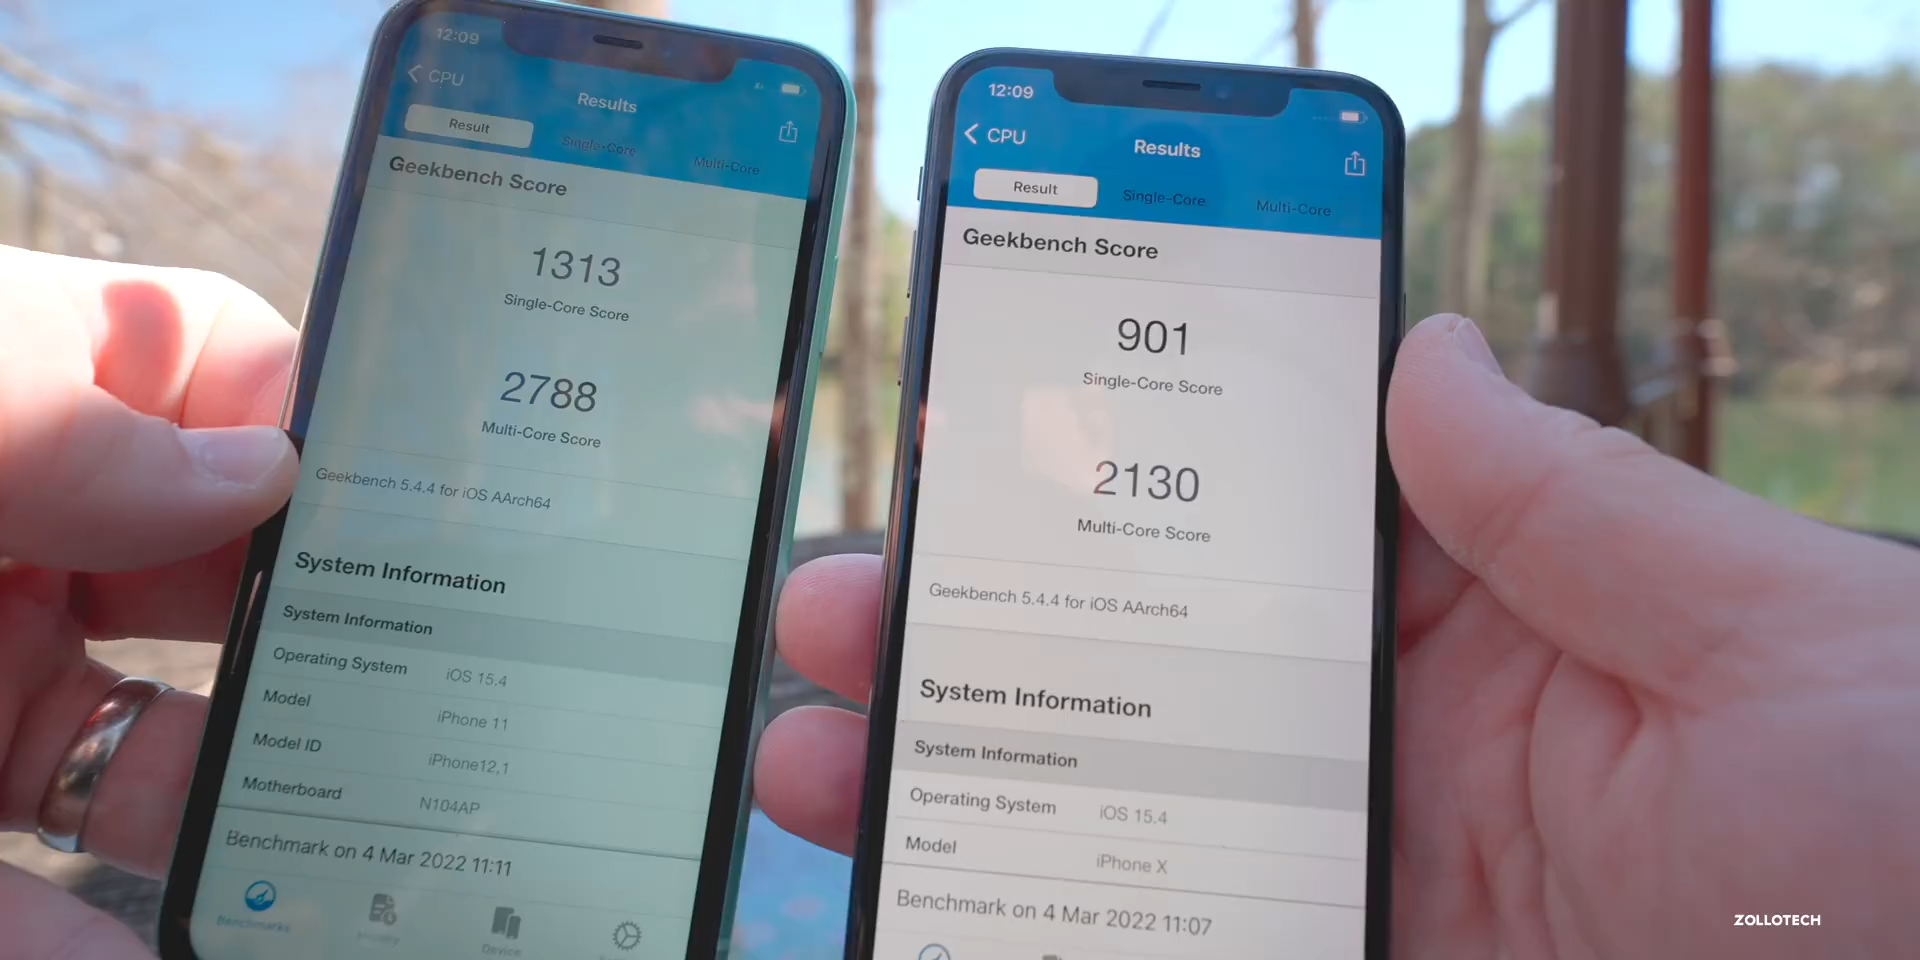 12:09
CPU
Results
Result Single-Core Multi-Core
Geekbench Score
1313
Single-Core Score
2788
Multi-Core Score
Geekbench 5.4.4 for iOS AArch64
System Information
System Information
Operating System iOS 15.4
Model iPhone 11
Model ID iPhone12,1
Motherboard N104AP
Benchmark on 4 Mar 2022 11:11
Benchmarks
Device
12:09
CPU
Results
Result Single-Core Multi-Core
Geekbench Score
901
Single-Core Score
2130
Multi-Core Score
Geekbench 5.4.4 for iOS AArch64
System Information
System Information
Operating System iOS 15.4
Model iPhone X
Benchmark on 4 Mar 2022 11:07
ZOLLOTECH